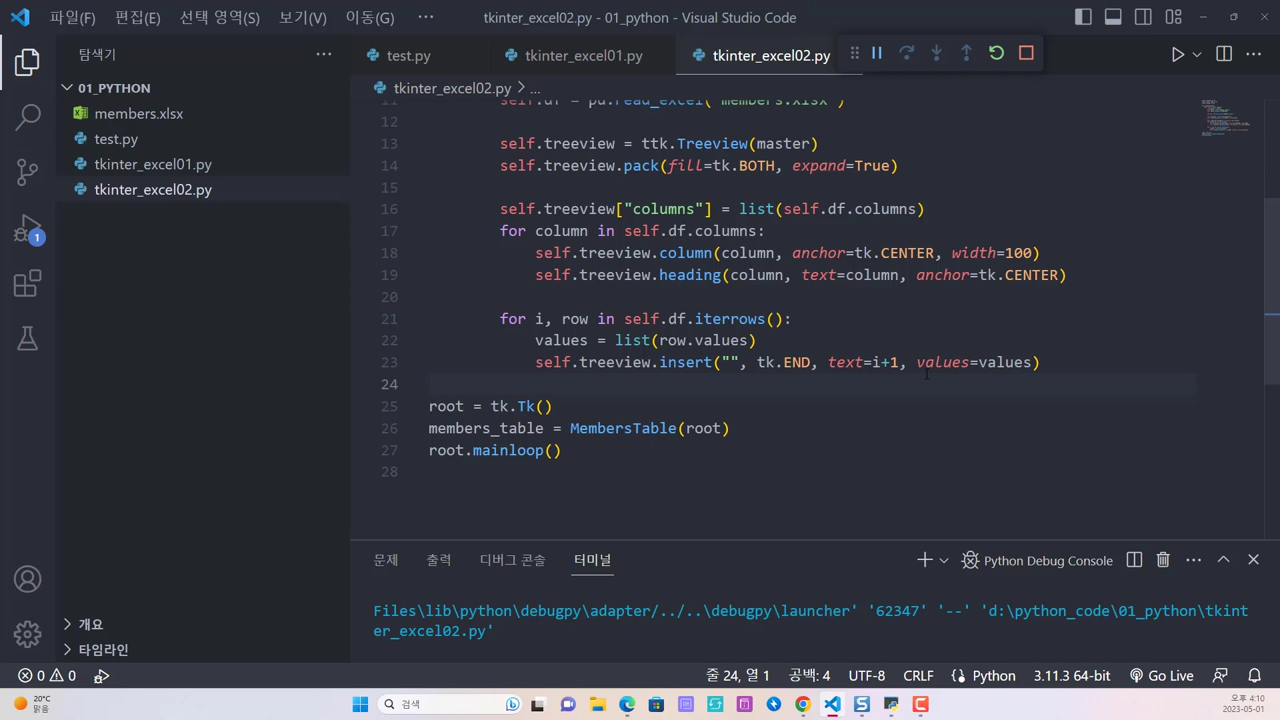 파일(F) 편집(E) 선택 영역(S) 보기(V) 이동(G) ··· tkinter_excel02.py - 01_python - Visual Studio Code
탐색기 ···
test.py tkinter_excel01.py tkinter_excel02.py
01_PYTHON
tkinter_excel02.py > ...
members.xlsx
test.py
tkinter_excel01.py
tkinter_excel02.py
11 self.df = pd.read_excel("members.xlsx")
12
13 self.treeview = ttk.Treeview(master)
14 self.treeview.pack(fill=tk.BOTH, expand=True)
15
16 self.treeview["columns"] = list(self.df.columns)
17 for column in self.df.columns:
18 self.treeview.column(column, anchor=tk.CENTER, width=100)
19 self.treeview.heading(column, text=column, anchor=tk.CENTER)
20
21 for i, row in self.df.iterrows():
22 values = list(row.values)
23 self.treeview.insert("", tk.END, text=i+1, values=values)
24
25 root = tk.Tk()
26 members_table = MembersTable(root)
27 root.mainloop()
28
1
문제 출력 디버그 콘솔 터미널 Python Debug Console ···
Files\lib\python\debugpy\adapter/../..\debugpy\launcher' '62347' '--' 'd:\python_code\01_python\tkint
er_excel02.py'
개요
타임라인
0 0 줄 24, 열 1 공백: 4 UTF-8 CRLF Python 3.11.3 64-bit Go Live
20°C
맑음
검색
오후 4:10
2023-05-01